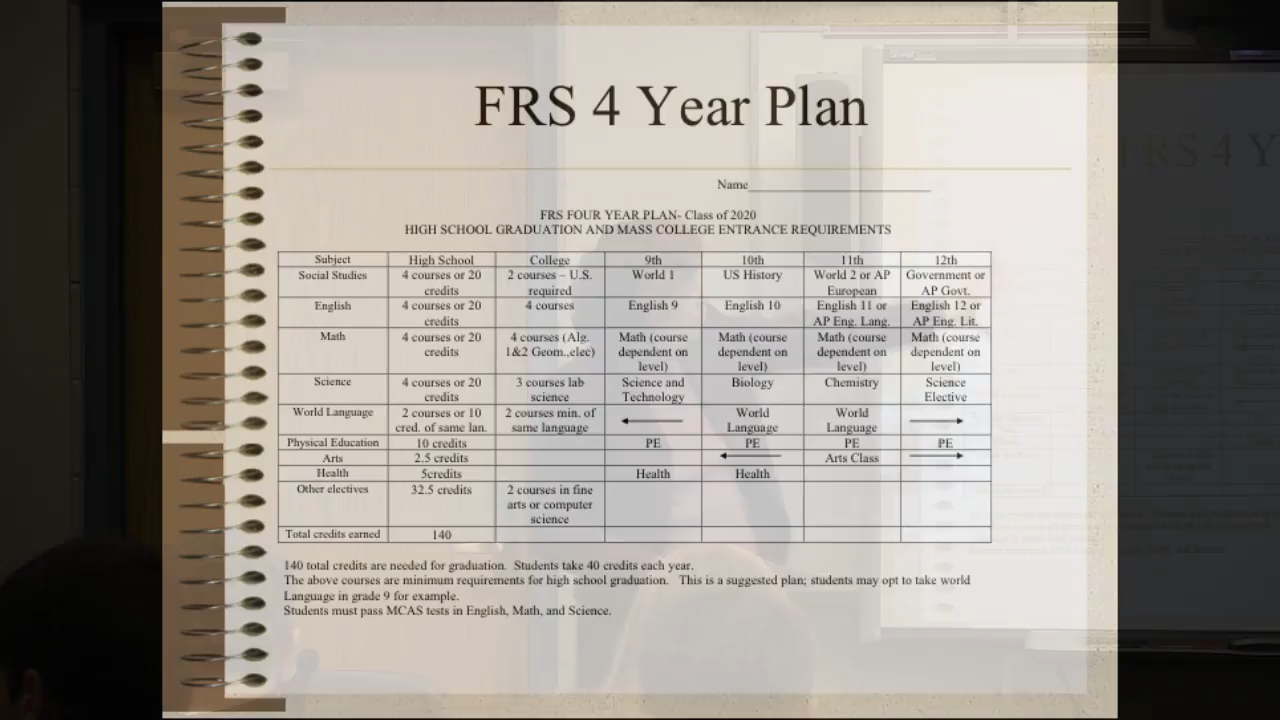 FRS 4 Year Plan
Name
FRS FOUR YEAR PLAN- Class of 2020
HIGH SCHOOL GRADUATION AND MASS COLLEGE ENTRANCE REQUIREMENTS
Subject High School College 9th 10th 11th 12th
Social Studies 4 courses or 20 2 courses – U.S. World 1 US History World 2 or AP Government or
credits required European AP Govt.
English 4 courses or 20 4 courses English 9 English 10 English 11 or English 12 or
credits AP Eng. Lang. AP Eng. Lit.
Math 4 courses or 20 4 courses (Alg. Math (course Math (course Math (course Math (course
credits 1&2 Geom.,elec) dependent on dependent on dependent on dependent on
level) level) level) level)
Science 4 courses or 20 3 courses lab Science and Biology Chemistry Science
credits science Technology Elective
World Language 2 courses or 10 2 courses min. of World World
cred. of same lan. same language Language Language
Physical Education 10 credits PE PE PE PE
Arts 2.5 credits Arts Class
Health 5credits Health Health
Other electives 32.5 credits 2 courses in fine
arts or computer
science
Total credits earned 140
140 total credits are needed for graduation. Students take 40 credits each year.
The above courses are minimum requirements for high school graduation. This is a suggested plan; students may opt to take world
Language in grade 9 for example.
Students must pass MCAS tests in English, Math, and Science.
FRS 4 Y